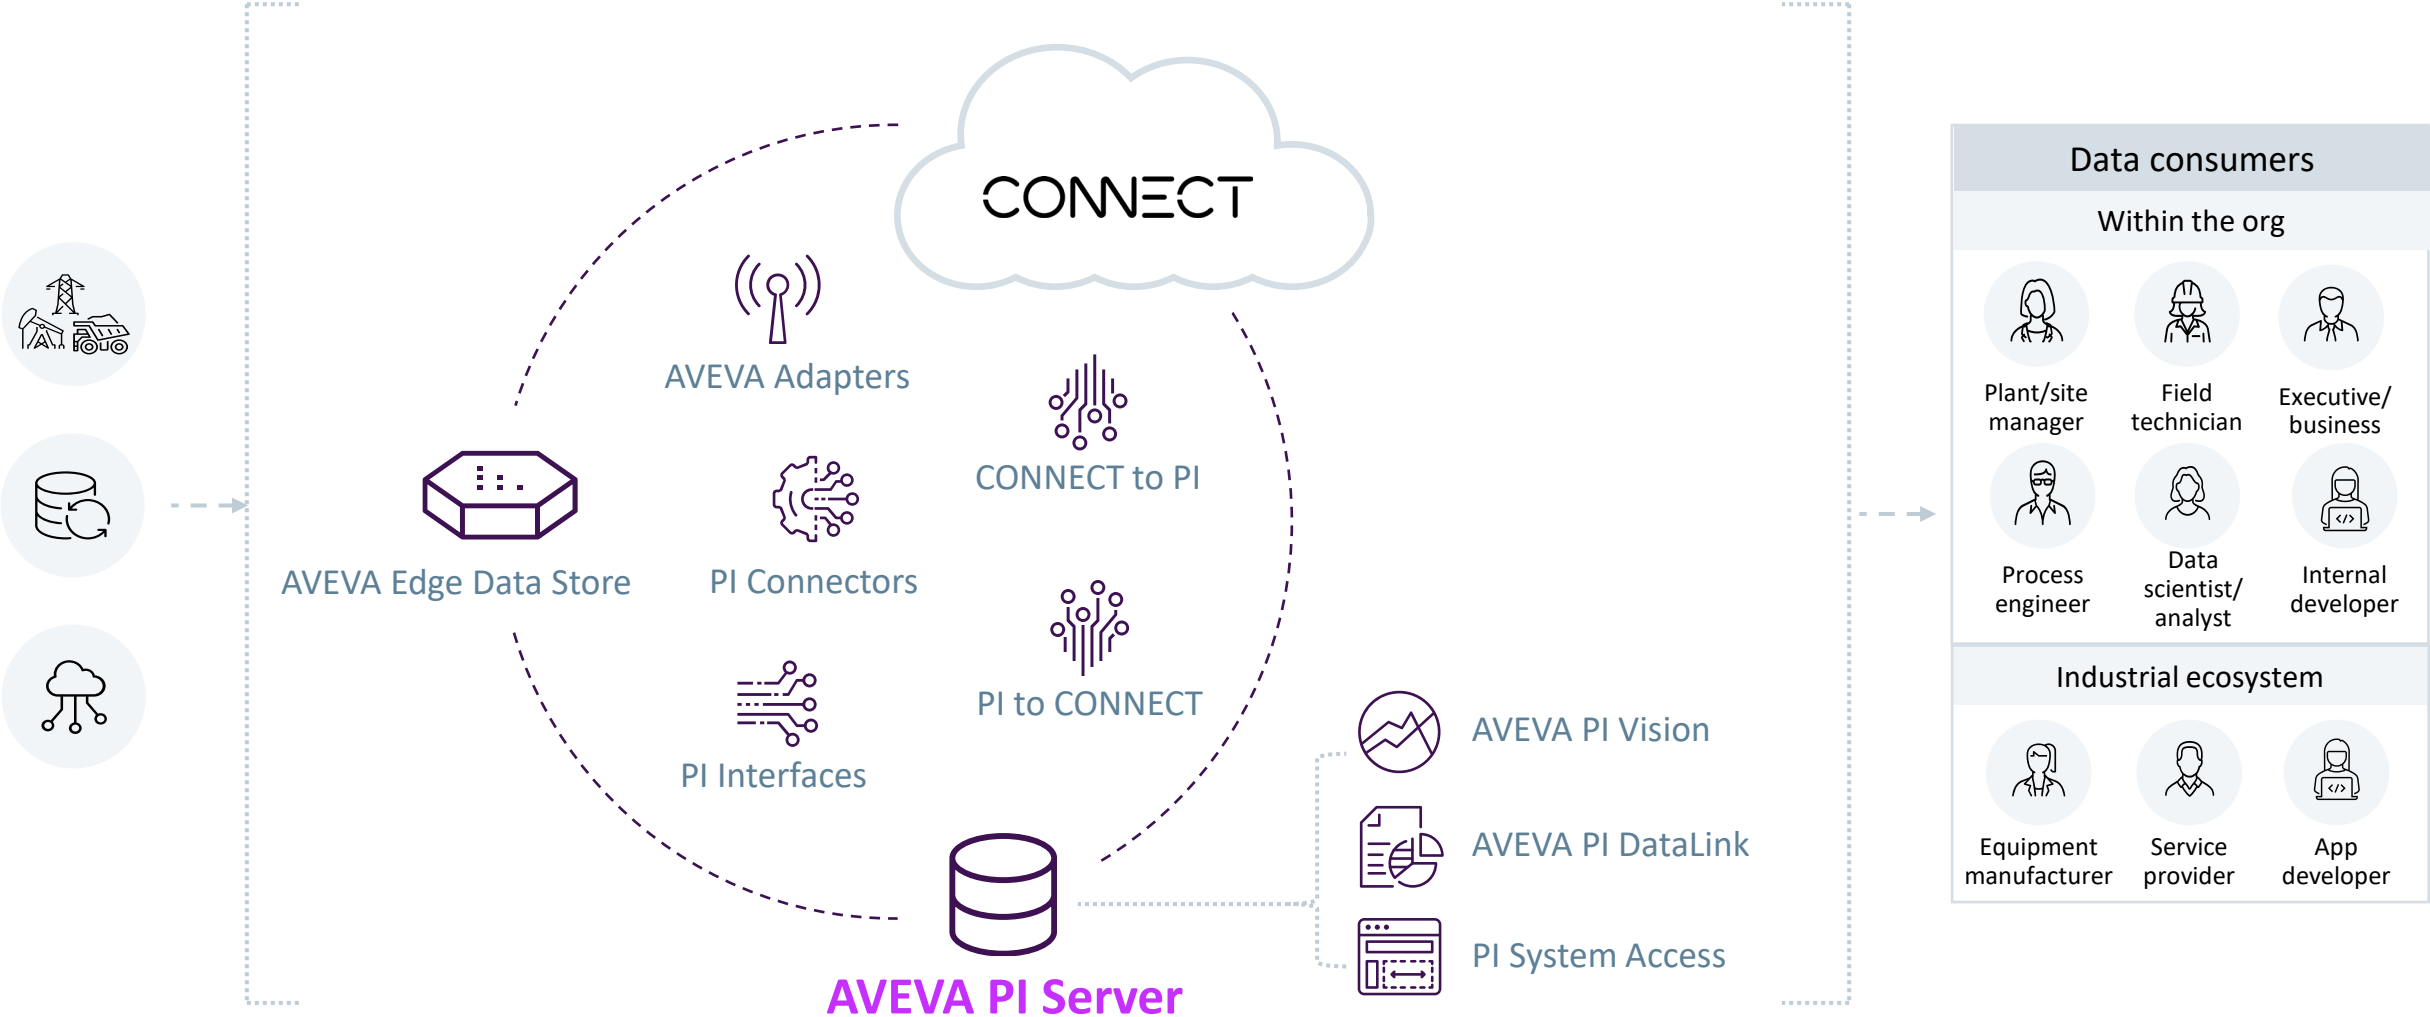 CONNECT
AVEVA Adapters
CONNECT to PI
AVEVA Edge Data Store
PI Connectors
PI to CONNECT
PI Interfaces
AVEVA PI Server
AVEVA PI Vision
AVEVA PI DataLink
PI System Access
Data consumers
Within the org
Plant/site
manager
Field
technician
Executive/
business
Process
engineer
Data
scientist/
analyst
Internal
developer
Industrial ecosystem
Equipment
manufacturer
Service
provider
App
developer